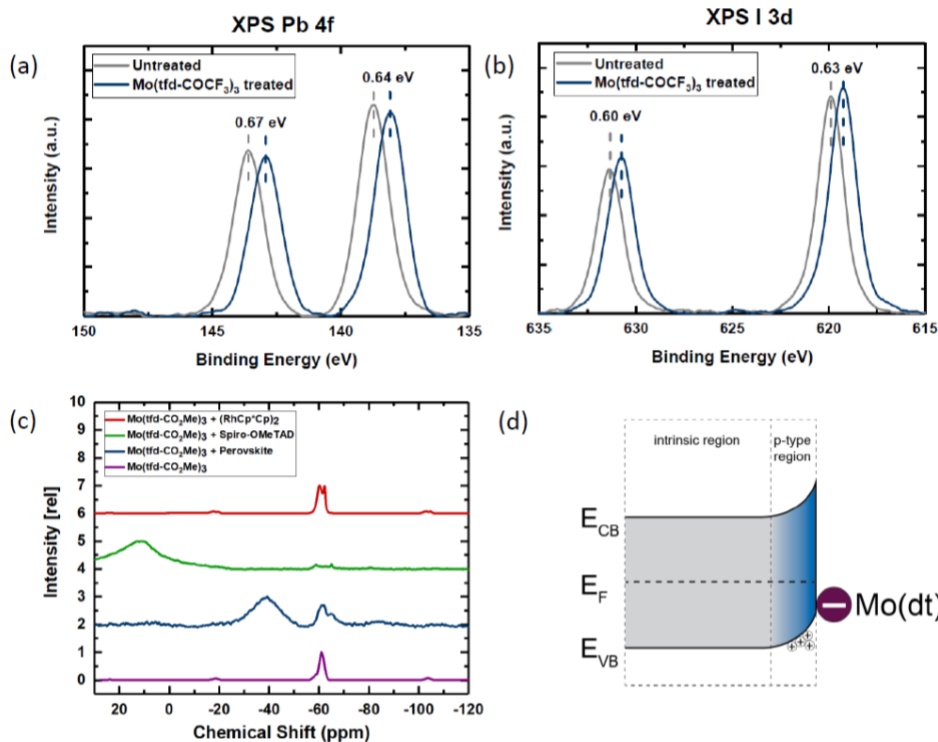 XPS Pb 4f
(a)
Untreated
Mo(tfd-COCF₃)₃ treated
0.64 eV
0.67 eV
Intensity (a.u.)
150 145 140 135
Binding Energy (eV)
XPS I 3d
(b)
Untreated
Mo(tfd-COCF₃)₃ treated
0.63 eV
0.60 eV
Intensity (a.u.)
635 630 625 620 615
Binding Energy (eV)
(c)
Mo(tfd-CO₂Me)₃ + (RhCp*Cp)₂
Mo(tfd-CO₂Me)₃ + Spiro-OMeTAD
Mo(tfd-CO₂Me)₃ + Perovskite
Mo(tfd-CO₂Me)₃
Intensity [rel]
10
9
8
7
6
5
4
3
2
1
0
20 0 -20 -40 -60 -80 -100 -120
Chemical Shift (ppm)
(d)
intrinsic region
p-type
region
E_CB
E_F
Mo(dt)
E_VB